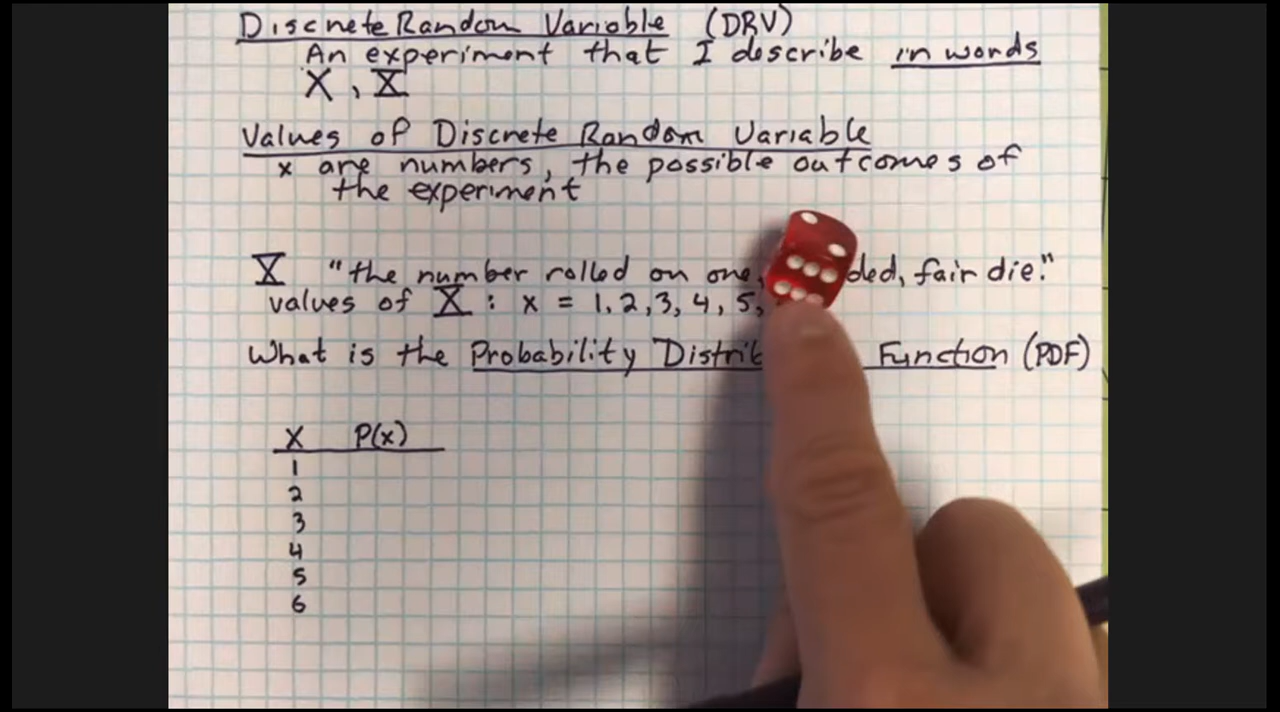 Discrete Random Variable (DRV)
An experiment that I describe in words
X, X
Values of Discrete Random Variable
x are numbers, the possible outcomes of
the experiment
X "the number rolled on one, ded, fair die."
values of X : x = 1, 2, 3, 4, 5,
What is the Probability Distrib Function (PDF)
X P(x)
1
2
3
4
5
6